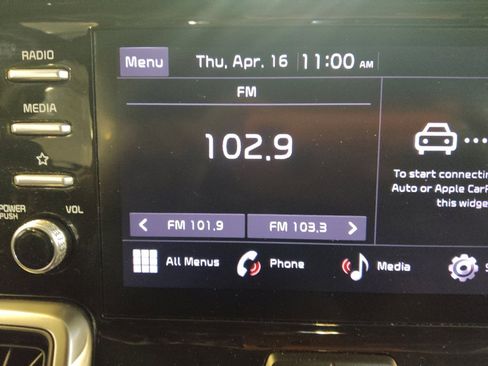 RADIO
MEDIA
POWER PUSH
VOL
Menu Thu, Apr. 16 11:00 AM
FM
102.9
FM 101.9 FM 103.3
To start connecting
Auto or Apple CarP
this widge
All Menus Phone Media S